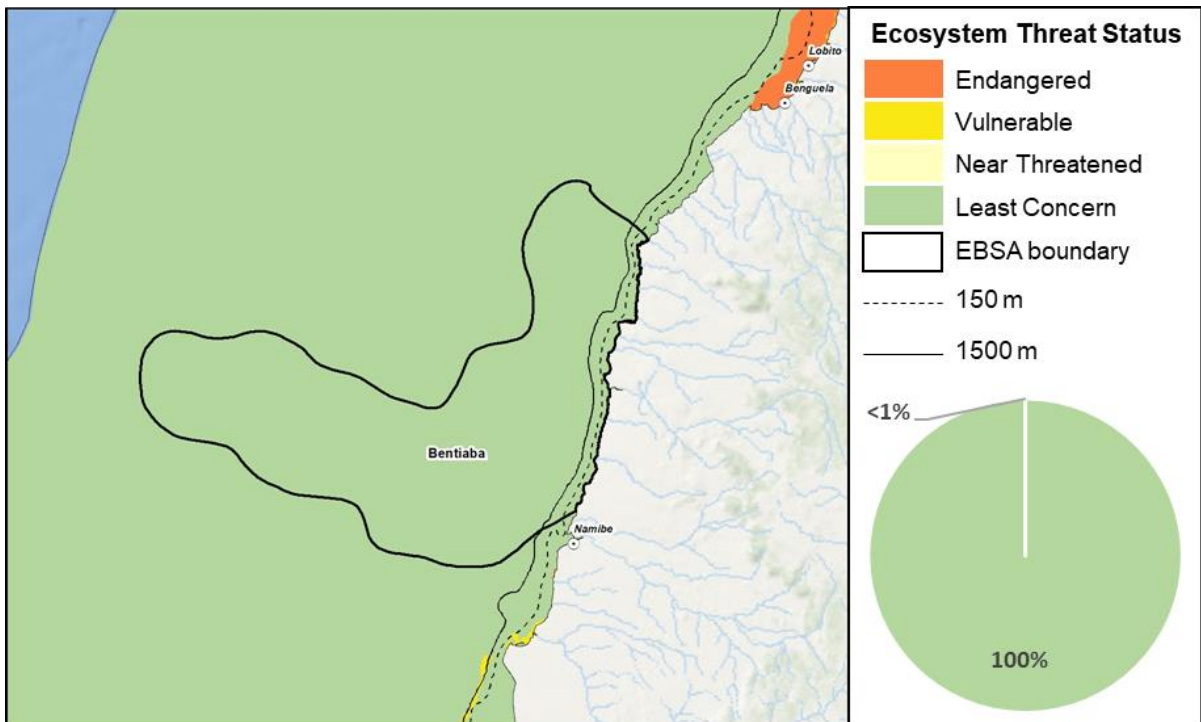 Lobito
Benguela
Bentiaba
Namibe
Ecosystem Threat Status
Endangered
Vulnerable
Near Threatened
Least Concern
EBSA boundary
150 m
1500 m
<1%
100%